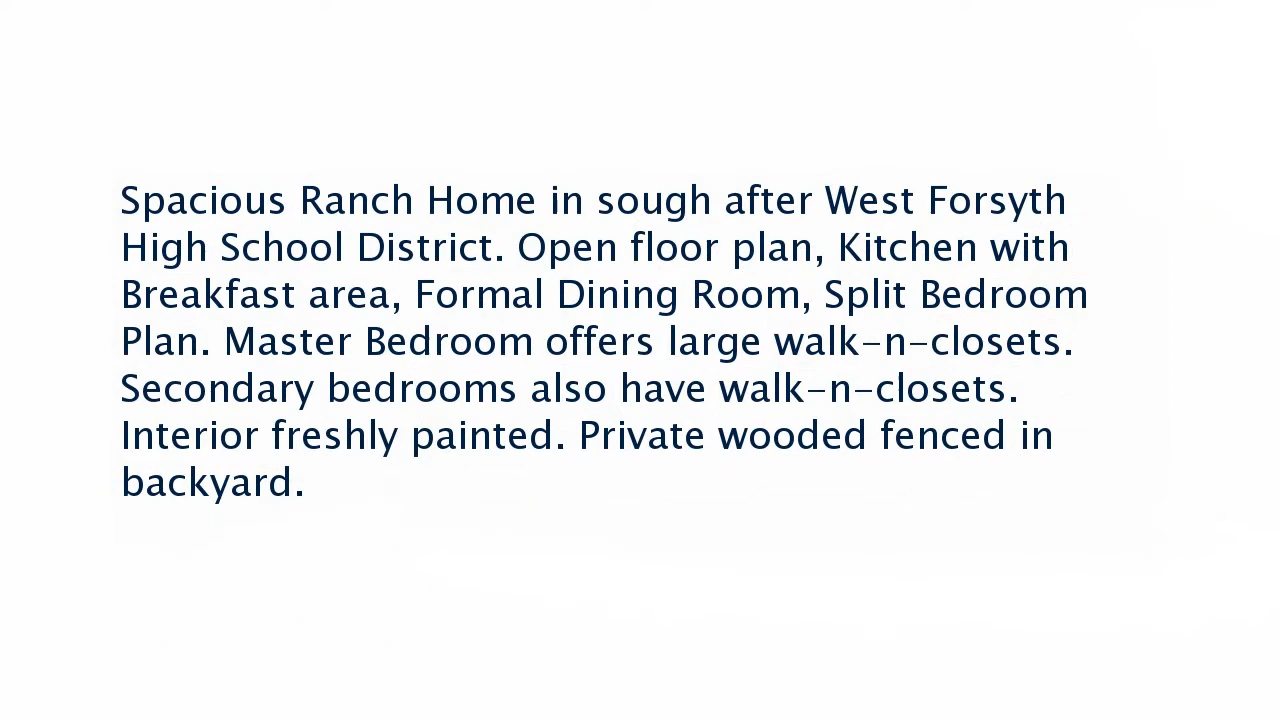 Spacious Ranch Home in sough after West Forsyth
High School District. Open floor plan, Kitchen with
Breakfast area, Formal Dining Room, Split Bedroom
Plan. Master Bedroom offers large walk-n-closets.
Secondary bedrooms also have walk-n-closets.
Interior freshly painted. Private wooded fenced in
backyard.